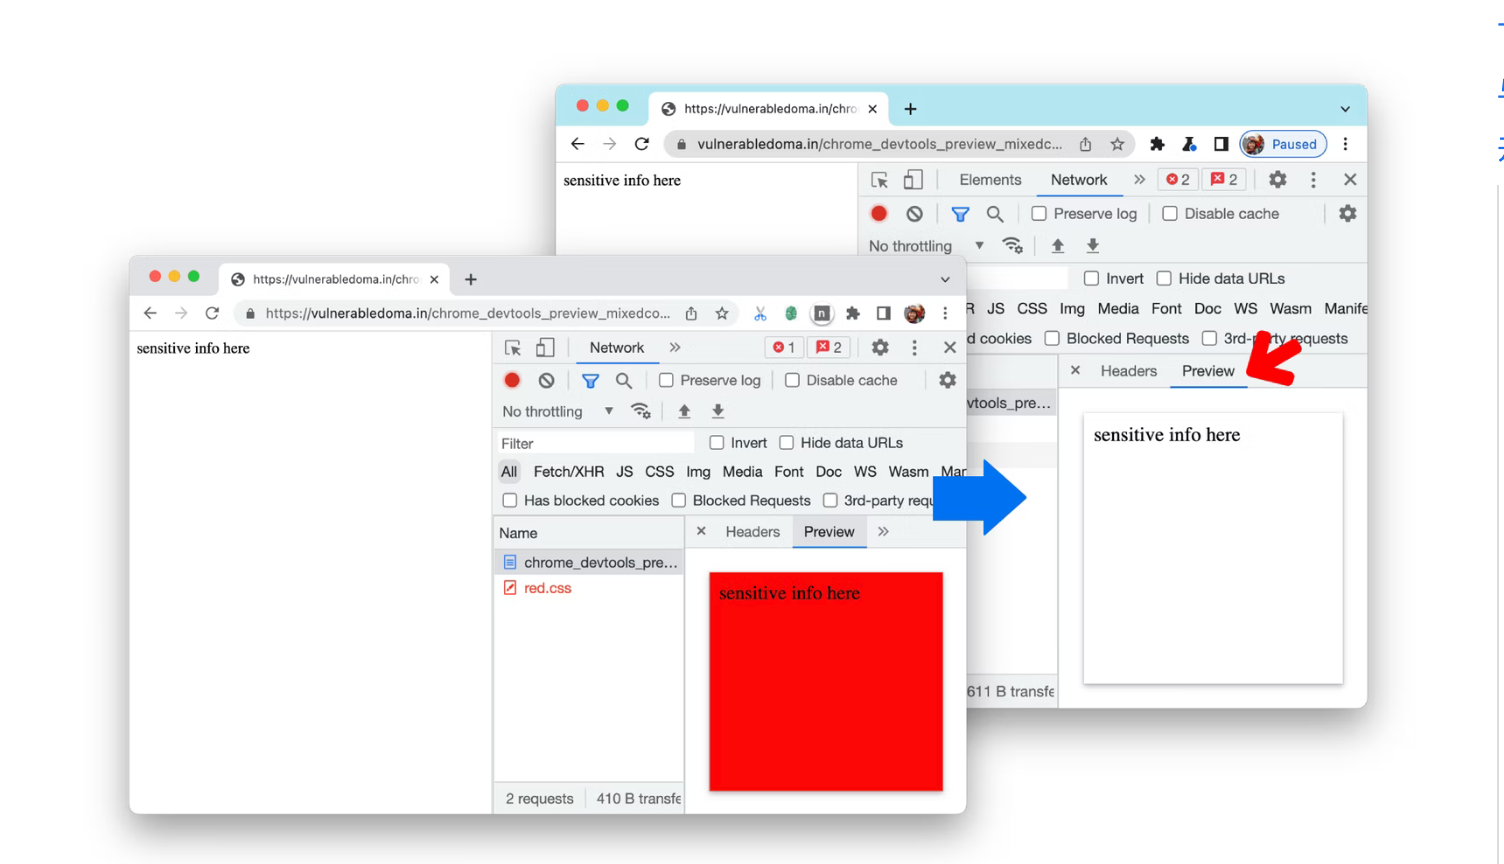 https://vulnerabledoma.in/chro
vulnerabledoma.in/chrome_devtools_preview_mixedc...
Paused
sensitive info here
Elements Network 2 2
Preserve log Disable cache
No throttling
Invert Hide data URLs
R JS CSS Img Media Font Doc WS Wasm Manife
d cookies Blocked Requests 3rd-party requests
Headers Preview
vtools_pre...
sensitive info here
611 B transfe
https://vulnerabledoma.in/chro
https://vulnerabledoma.in/chrome_devtools_preview_mixedco...
n
sensitive info here
Network 1 2
Preserve log Disable cache
No throttling
Filter Invert Hide data URLs
All Fetch/XHR JS CSS Img Media Font Doc WS Wasm Mar
Has blocked cookies Blocked Requests 3rd-party requ
Name Headers Preview
chrome_devtools_pre...
red.css
sensitive info here
2 requests 410 B transfe